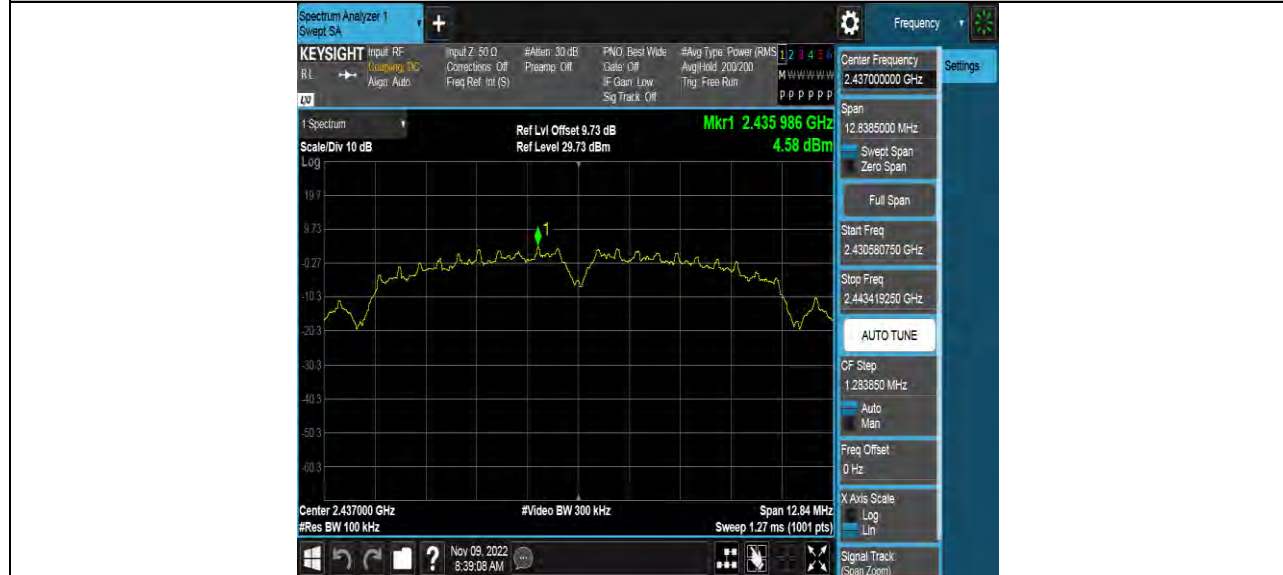 Spectrum Analyzer 1
Swept SA
+
Frequency
KEYSIGHT Input: RF
Coupling: DC
Align: Auto
RL
LXI
Input Z: 50 Ω
Corrections: Off
Freq Ref: Int (S)
#Atten: 30 dB
Preamp: Off
PNO: Best Wide
Gate: Off
IF Gain: Low
Sig Track: Off
#Avg Type: Power (RMS
Avg|Hold: 200/200
Trig: Free Run
1 2 3 4 5 6
M W W W W W
P P P P P P
Center Frequency
2.437000000 GHz
Settings
Span
12.8385000 MHz
Swept Span
Zero Span
Full Span
Start Freq
2.430580750 GHz
Stop Freq
2.443419250 GHz
AUTO TUNE
CF Step
1.283850 MHz
Auto
Man
Freq Offset
0 Hz
X Axis Scale
Log
Lin
Signal Track
(Span Zoom)
1 Spectrum
Scale/Div 10 dB
Ref Lvl Offset 9.73 dB
Ref Level 29.73 dBm
Mkr1 2.435 986 GHz
4.58 dBm
Log
19.7
9.73
-0.27
-10.3
-20.3
-30.3
-40.3
-50.3
-60.3
1
Center 2.437000 GHz
#Res BW 100 kHz
#Video BW 300 kHz
Span 12.84 MHz
Sweep 1.27 ms (1001 pts)
?
Nov 09, 2022
8:39:08 AM